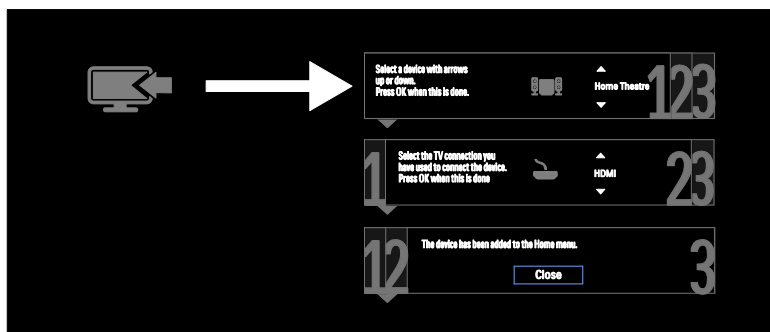 Select a device with arrows
up or down.
Press OK when this is done.
Home Theatre
123
Select the TV connection you
have used to connect the device.
Press OK when this is done
HDMI
1
23
The device has been added to the Home menu.
Close
12
3